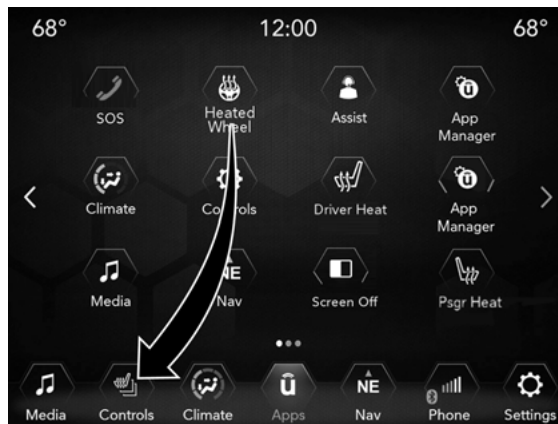 68°
12:00
68°
SOS
Heated
Wheel
Assist
App
Manager
Climate
Controls
Driver Heat
App
Manager
Media
NE
Nav
Screen Off
Psgr Heat
Media
Controls
Climate
Apps
NE
Nav
Phone
Settings